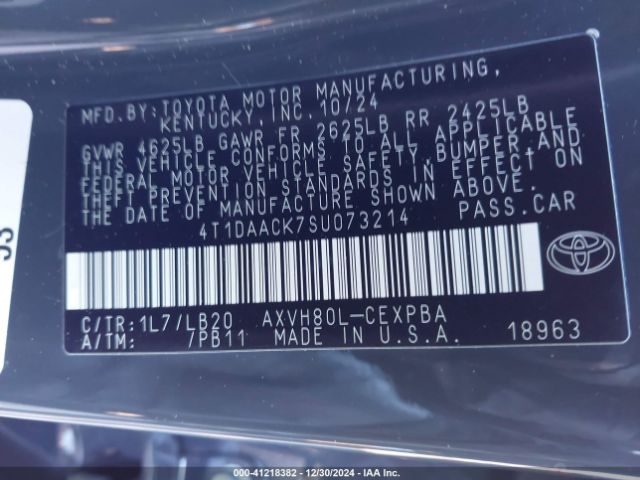 MFD.BY:TOYOTA MOTOR MANUFACTURING,
KENTUCKY,INC.10/24
GVWR 4625LB GAWR FR 2625LB RR 2425LB
THIS VEHICLE CONFORMS TO ALL APPLICABLE
FEDERAL MOTOR VEHICLE SAFETY,BUMPER,AND
THEFT PREVENTION STANDARDS IN EFFECT ON
THE DATE OF MANUFACTURE SHOWN ABOVE.
4T1DAACK7SU073214 PASS.CAR
C/TR:1L7/LB20 AXVH80L-CEXPBA
A/TM: /PB11 MADE IN U.S.A. 18963
000-41218382 - 12/30/2024 - IAA Inc.